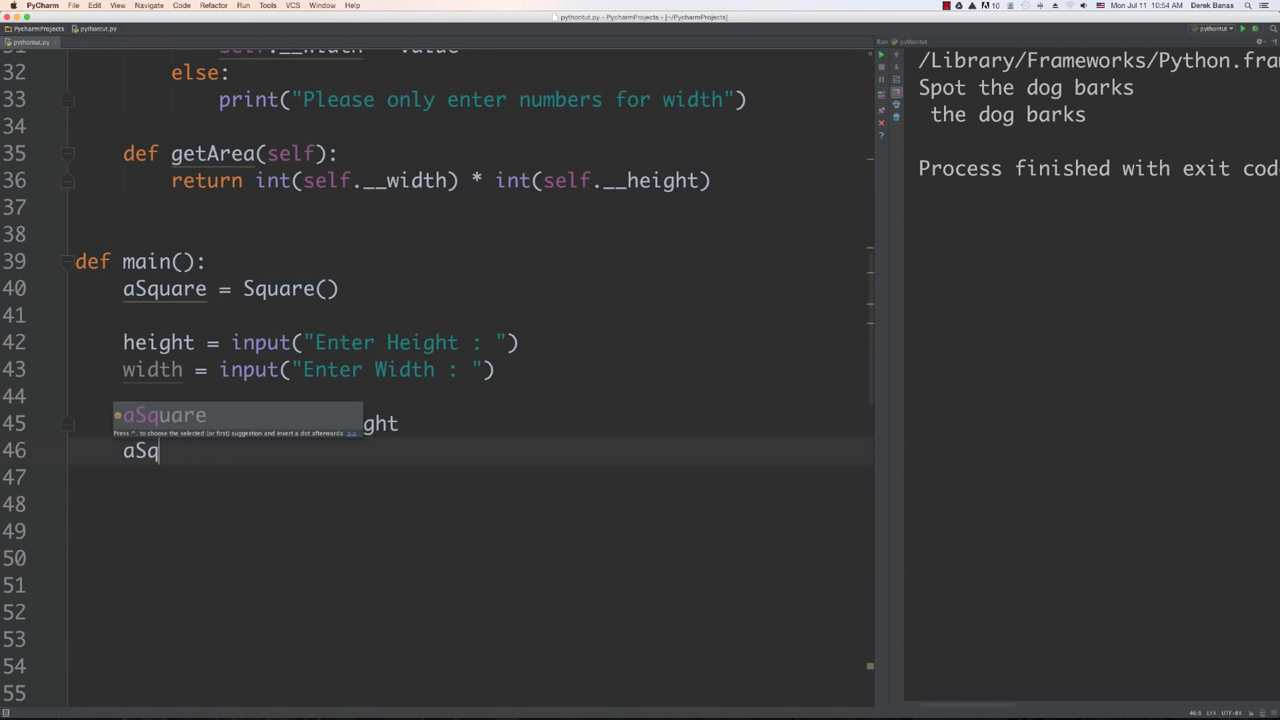 PyCharm File Edit View Navigate Code Refactor Run Tools VCS Window Help 10 Mon Jul 11 10:54 AM Derek Banas
pythontut.py - PycharmProjects - [~/PycharmProjects]
PycharmProjects pythontut.py pythontut
pythontut.py Run pythontut
31 self.__width = value
32 else:
33 print("Please only enter numbers for width")
34
35 def getArea(self):
36 return int(self.__width) * int(self.__height)
37
38
39 def main():
40 aSquare = Square()
41
42 height = input("Enter Height : ")
43 width = input("Enter Width : ")
44
aSquare
45 ght
Press ^. to choose the selected (or first) suggestion and insert a dot afterwards >>
46 aSq
47
48
49
50
51
52
53
54
55
/Library/Frameworks/Python.fra
Spot the dog barks
the dog barks
Process finished with exit cod
46:6 LF÷ UTF-8÷